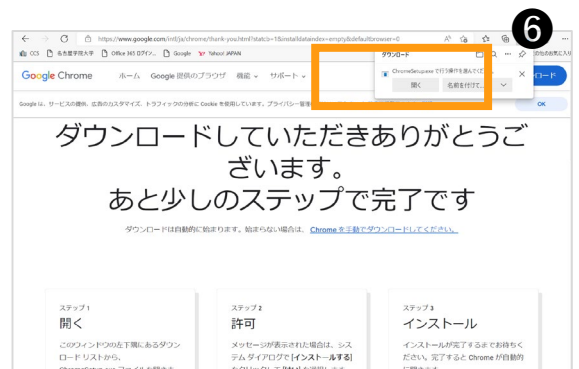 6
https://www.google.com/intl/ja/chrome/thank-you.html?statcb=1&installdataindex=empty&defaultbrowser=0
CCS 名古屋学院大学 Office 365 ログイン... Google Yahoo! JAPAN
の他のお気に入り
ダウンロード
ChromeSetup.exe で行う操作を選んでく
開く 名前を付けて...
Google Chrome ホーム Google 提供のブラウザ 機能 サポート
ロード
Google は、サービスの提供、広告のカスタマイズ、トラフィックの分析に Cookie を使用しています。プライバシー管理
OK
ダウンロードしていただきありがとうご
ざいます。
あと少しのステップで完了です
ダウンロードは自動的に始まります。始まらない場合は、 Chrome を手動でダウンロードしてください。
ステップ 1
開く
このウィンドウの左下隅にあるダウン
ロード リストから、
ステップ 2
許可
メッセージが表示された場合は、シス
テム ダイアログで [インストールする]
ステップ 3
インストール
インストールが完了するまでお待ちく
ださい。完了すると Chrome が自動的